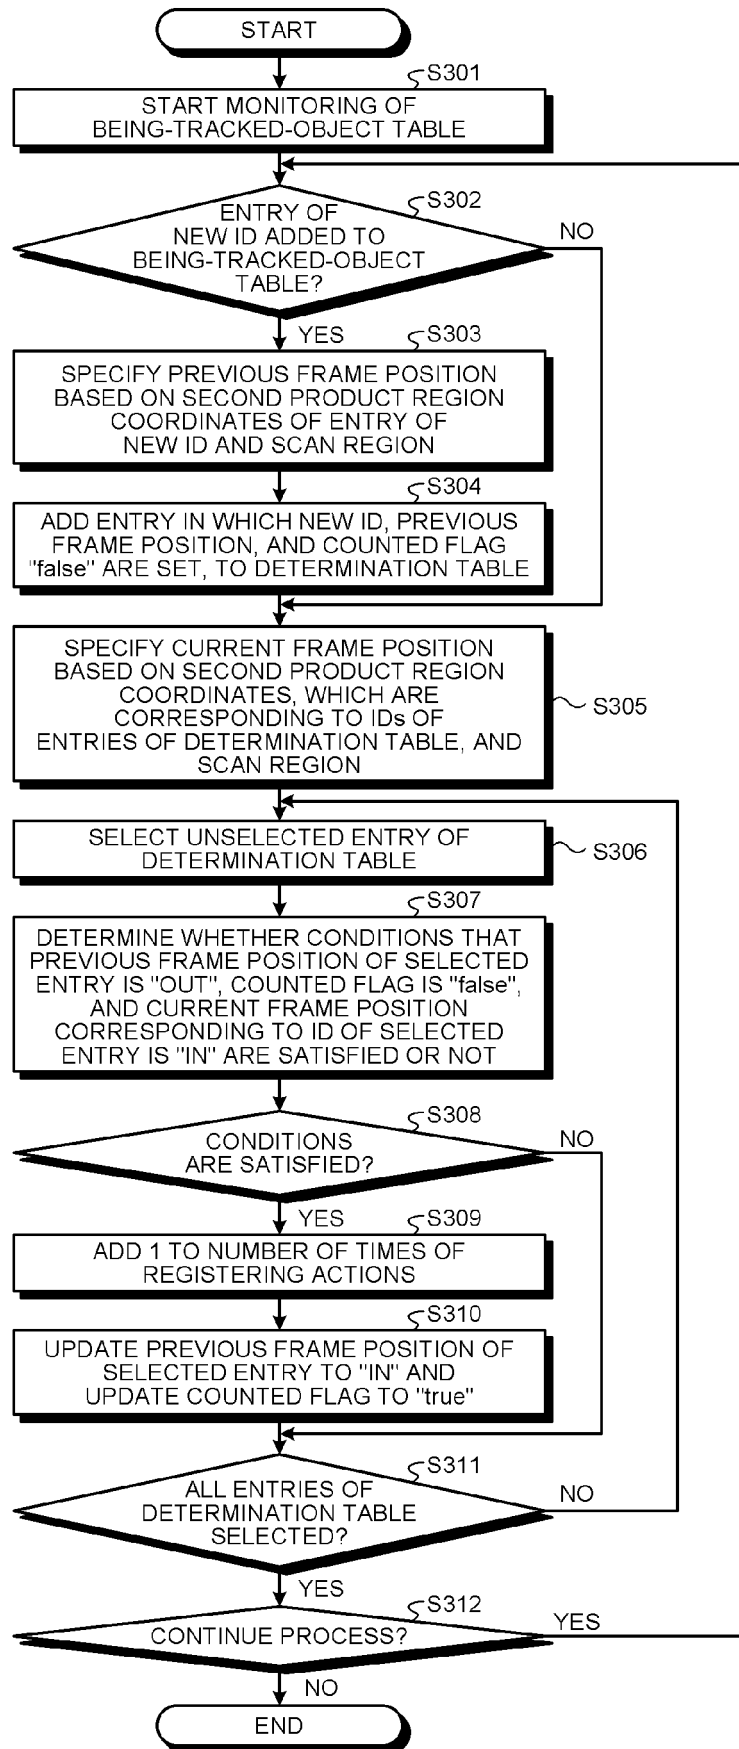 START
S301
START MONITORING OF
BEING-TRACKED-OBJECT TABLE
S302
ENTRY OF
NEW ID ADDED TO
BEING-TRACKED-OBJECT
TABLE?
NO
YES
S303
SPECIFY PREVIOUS FRAME POSITION
BASED ON SECOND PRODUCT REGION
COORDINATES OF ENTRY OF
NEW ID AND SCAN REGION
S304
ADD ENTRY IN WHICH NEW ID, PREVIOUS
FRAME POSITION, AND COUNTED FLAG
"false" ARE SET, TO DETERMINATION TABLE
SPECIFY CURRENT FRAME POSITION
BASED ON SECOND PRODUCT REGION
COORDINATES, WHICH ARE
CORRESPONDING TO IDs OF
ENTRIES OF DETERMINATION TABLE, AND
SCAN REGION
S305
SELECT UNSELECTED ENTRY OF
DETERMINATION TABLE
S306
S307
DETERMINE WHETHER CONDITIONS THAT
PREVIOUS FRAME POSITION OF SELECTED
ENTRY IS "OUT", COUNTED FLAG IS "false",
AND CURRENT FRAME POSITION
CORRESPONDING TO ID OF SELECTED
ENTRY IS "IN" ARE SATISFIED OR NOT
S308
CONDITIONS
ARE SATISFIED?
NO
YES
S309
ADD 1 TO NUMBER OF TIMES OF
REGISTERING ACTIONS
S310
UPDATE PREVIOUS FRAME POSITION OF
SELECTED ENTRY TO "IN" AND
UPDATE COUNTED FLAG TO "true"
S311
ALL ENTRIES OF
DETERMINATION TABLE
SELECTED?
NO
YES
S312
CONTINUE PROCESS?
YES
NO
END